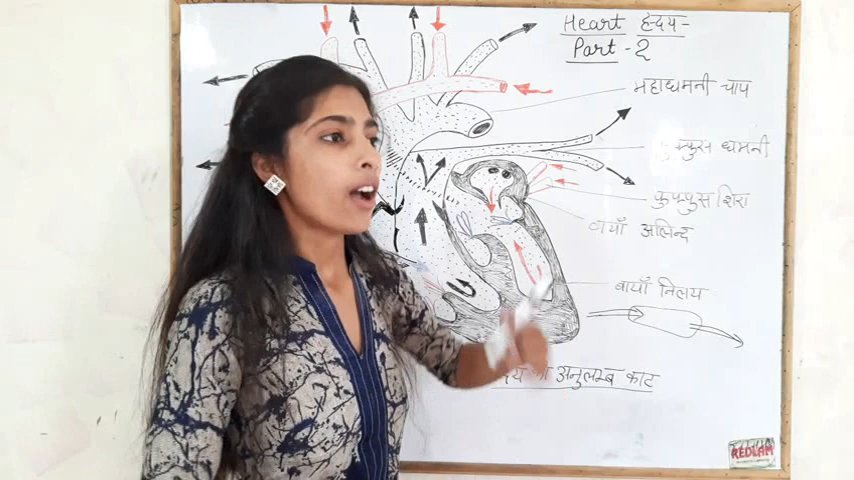 Heart हृदय-
Part - 2
महाधमनी चाप
धमनी
फुफ्फुस शिरा
बायाँ अलिन्द
बायाँ निलय
अनुलम्ब काट
REDLAM